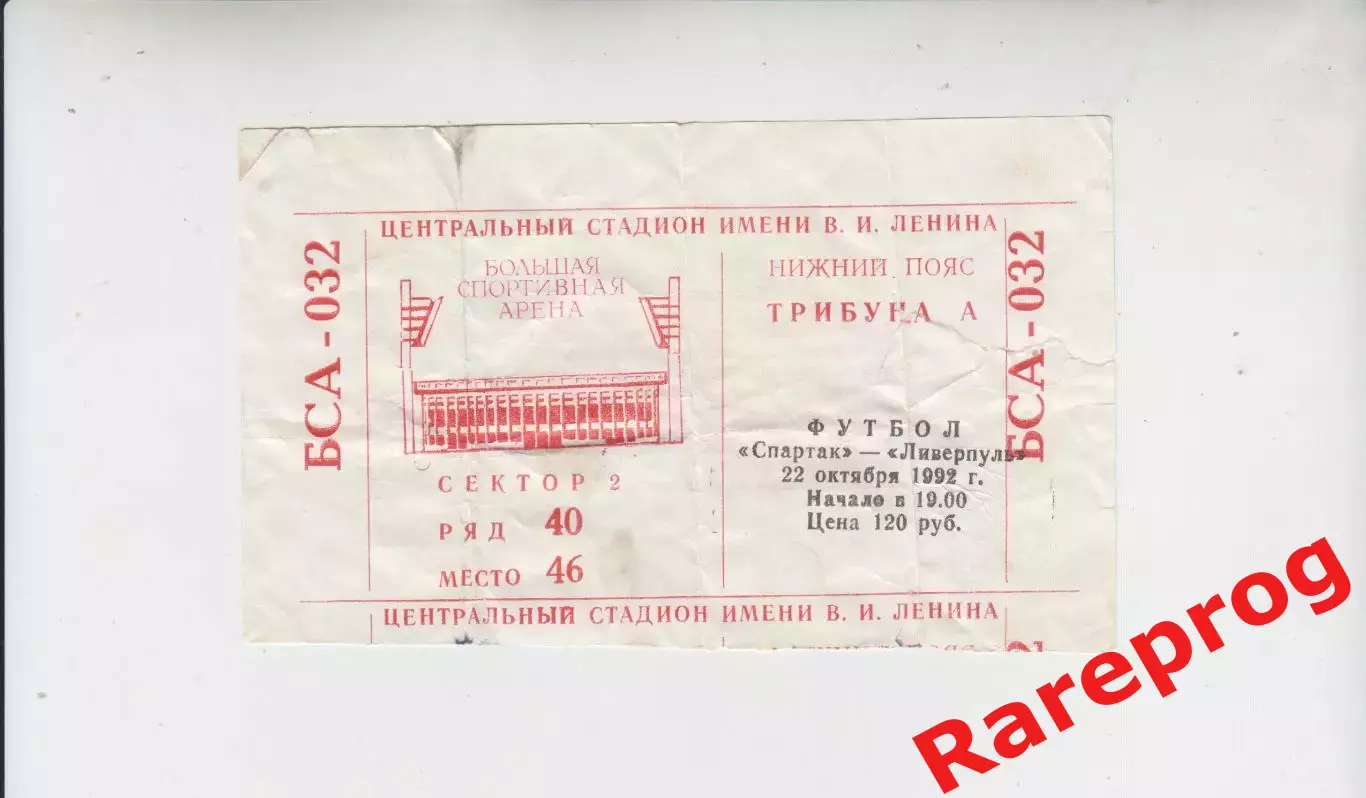 ЦЕНТРАЛЬНЫЙ СТАДИОН ИМЕНИ В. И. ЛЕНИНА
БСА - 032
БОЛЬШАЯ
СПОРТИВНАЯ
АРЕНА
СЕКТОР 2
РЯД 40
МЕСТО 46
НИЖНИЙ ПОЯС
ТРИБУНА А
ФУТБОЛ
«Спартак» — «Ливерпуль»
22 октября 1992 г.
Начало в 19.00
Цена 120 руб.
БСА - 032
ЦЕНТРАЛЬНЫЙ СТАДИОН ИМЕНИ В. И. ЛЕНИНА
Rareprog